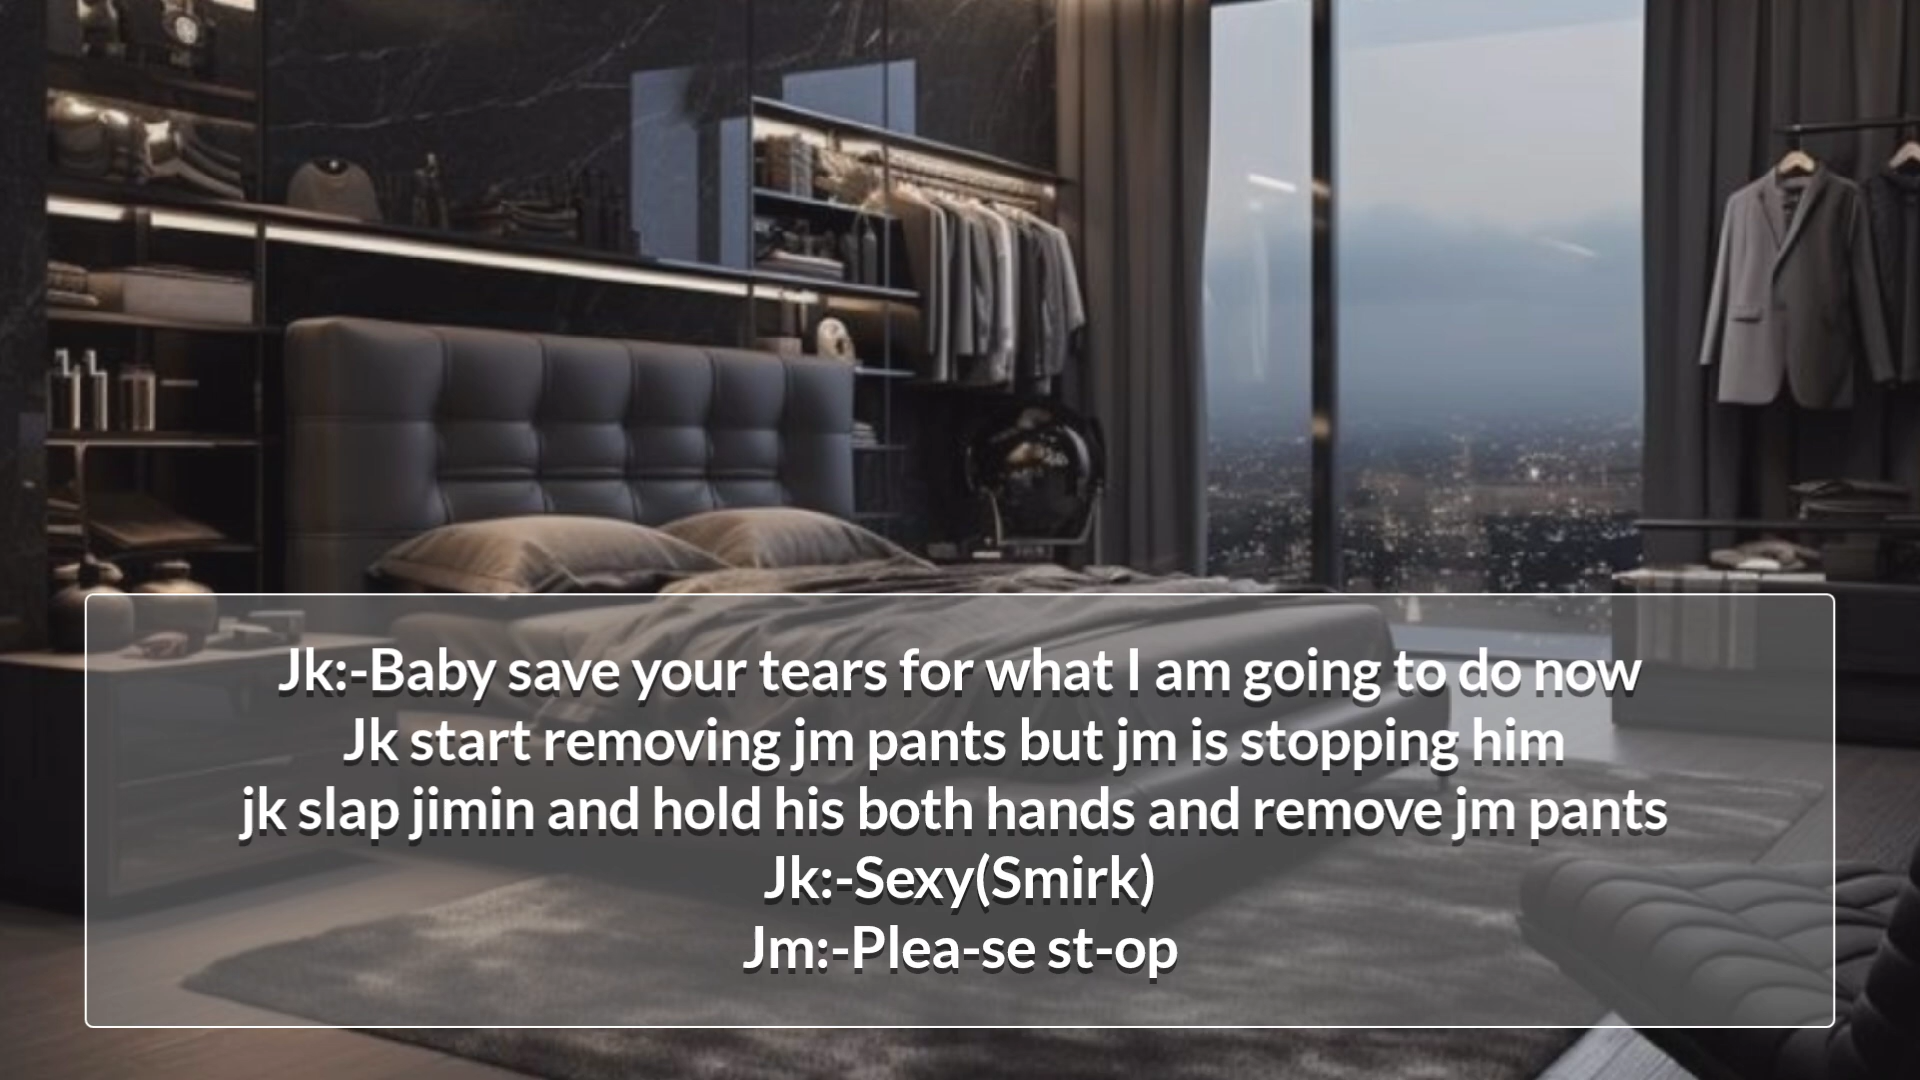 Jk:-Baby save your tears for what I am going to do now
Jk start removing jm pants but jm is stopping him
jk slap jimin and hold his both hands and remove jm pants
Jk:-Sexy(Smirk)
Jm:-Plea-se st-op